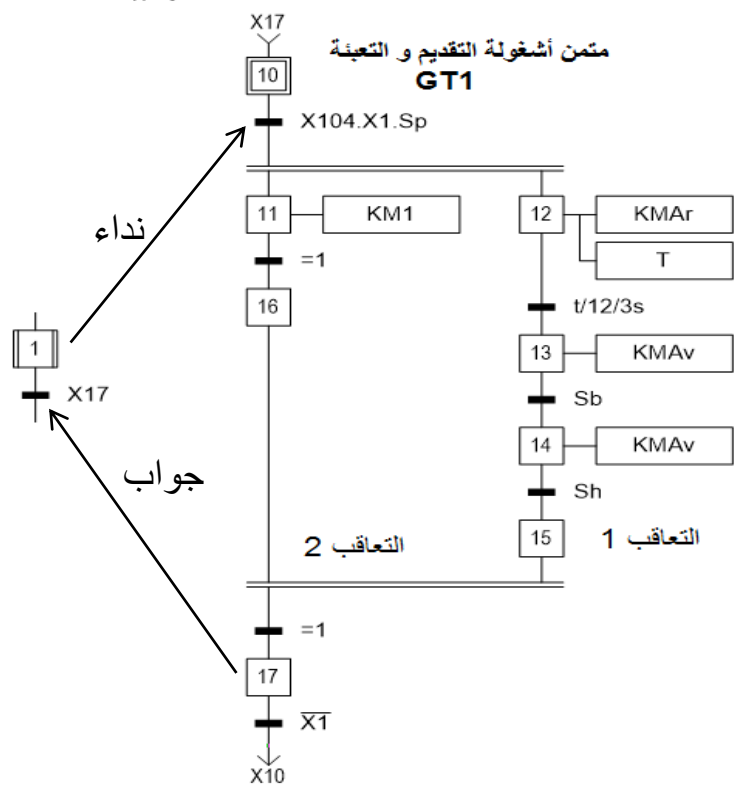 X17
متمن أشغولة التقديم و التعبئة
GT1
10
X104.X1.Sp
نداء
11
KM1
12
KMAr
T
=1
16
t/12/3s
1
X17
13
KMAv
Sb
14
KMAv
جواب
Sh
التعاقب 2
15
التعاقب 1
=1
17
X̅1̅
X10